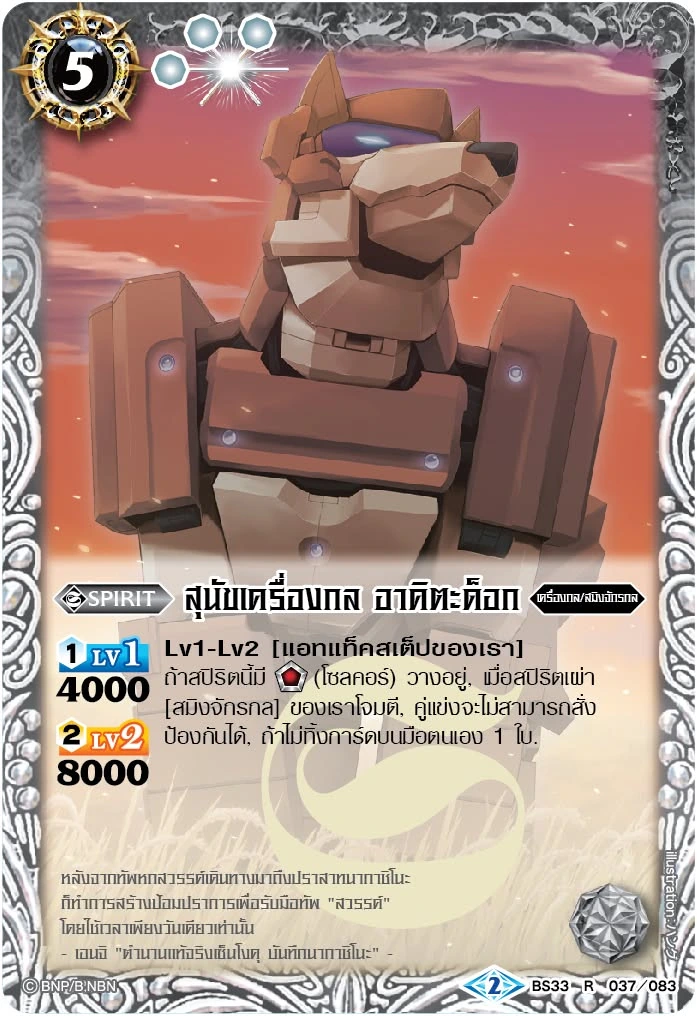 5
SPIRIT สุนัขเครื่องกล อาคิตะด็อก เครื่องกล/สมิงจักรกล
1 LV1
4000
2 LV2
8000
Lv1-Lv2 [แอทแท็คสเต็ปของเรา]
ถ้าสปิริตนี้มี (โซลคอร์) วางอยู่, เมื่อสปิริตเผ่า
[สมิงจักรกล] ของเราโจมตี, คู่แข่งจะไม่สามารถสั่ง
ป้องกันได้, ถ้าไม่ทิ้งการ์ดบนมือตนเอง 1 ใบ.
หลังจากทัพหกสวรรค์เดินทางมาถึงปราสาทนากาชิโนะ
ก็ทำการสร้างป้อมปราการเพื่อรับมือทัพ "สวรรค์"
โดยใช้เวลาเพียงวันเดียวเท่านั้น
- เอนจิ "ตำนานแท้จริงเซ็นโงคุ บันทึกนากาชิโนะ" -
illustration:
©BNP/B,NBN
2 BS33 R 037/083